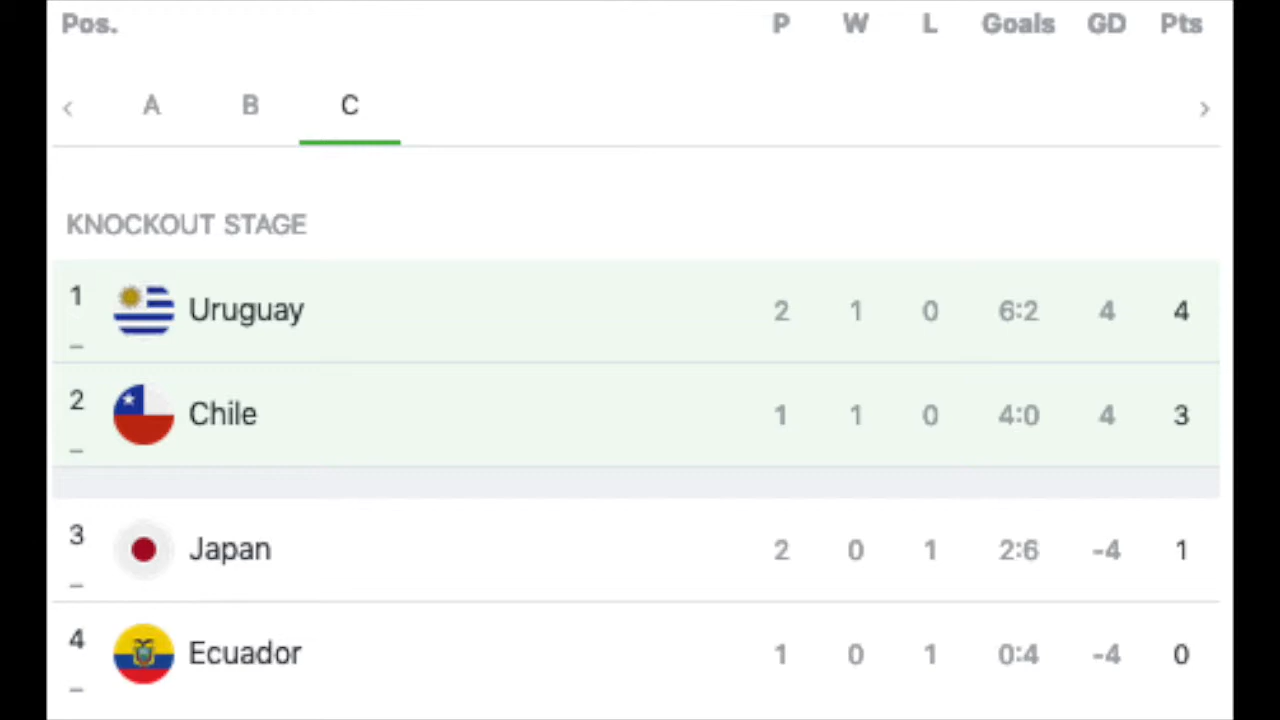 Pos. P W L Goals GD Pts
‹ A B C ›
KNOCKOUT STAGE
1 Uruguay 2 1 0 6:2 4 4
–
2 Chile 1 1 0 4:0 4 3
–
3 Japan 2 0 1 2:6 -4 1
–
4 Ecuador 1 0 1 0:4 -4 0
–